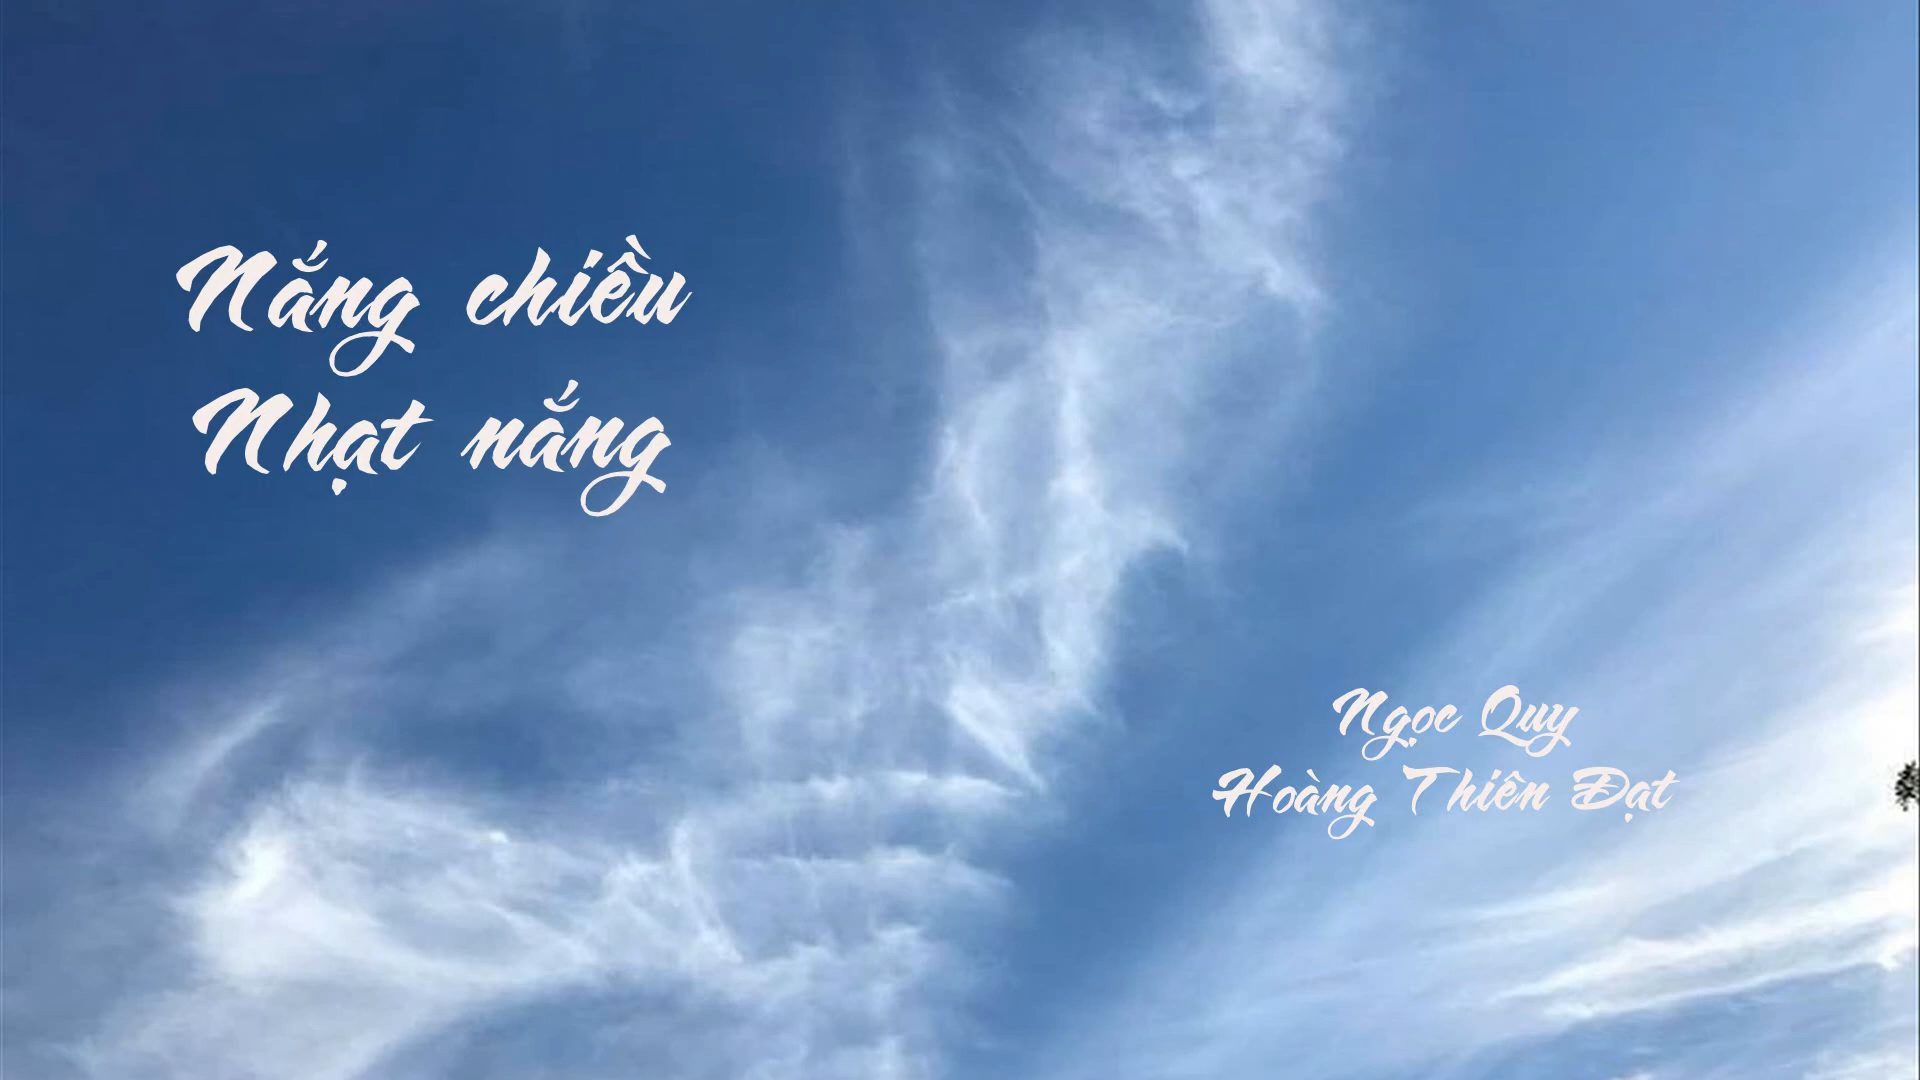 Nắng chiều
Nhạt nắng
Ngọc Quy
Hoàng Thiên Đạt